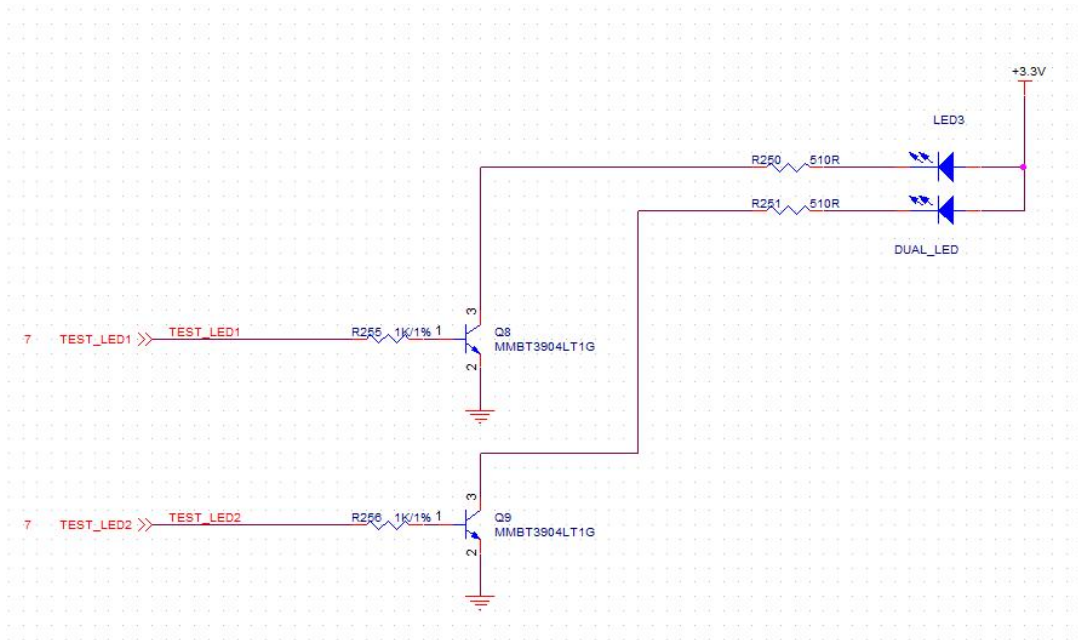 +3.3V
LED3
R250 510R
R251 510R
DUAL_LED
7 TEST_LED1 TEST_LED1 R255 1K/1% 1
3
Q8
MMBT3904LT1G
2
7 TEST_LED2 TEST_LED2 R256 1K/1% 1
3
Q9
MMBT3904LT1G
2